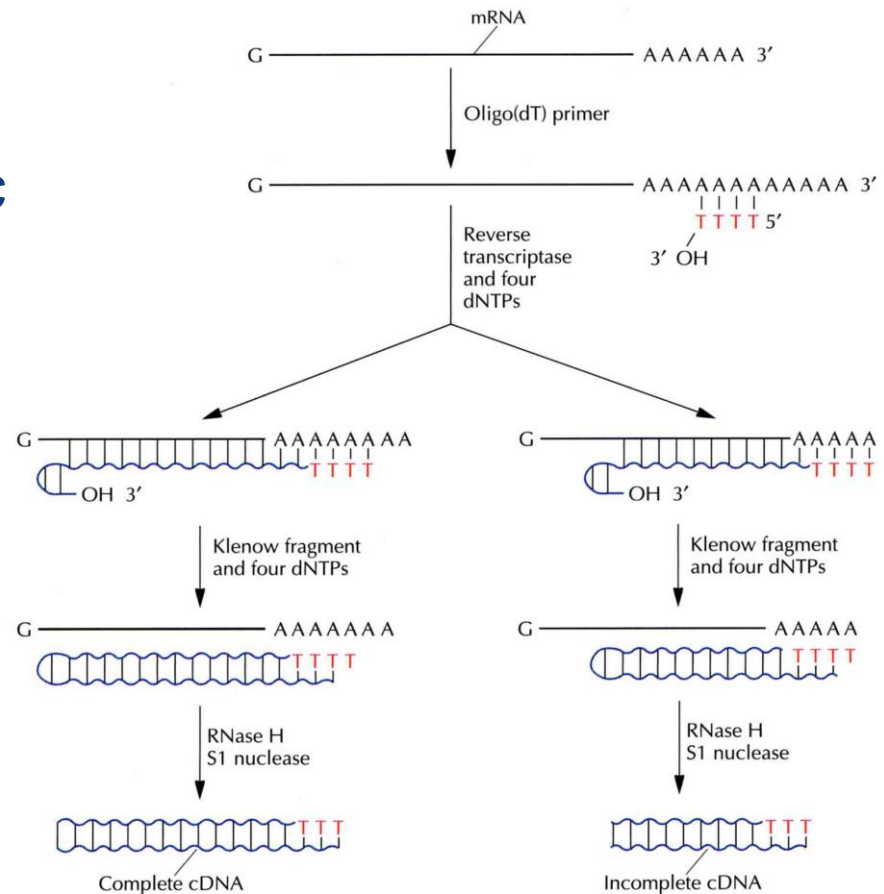 mRNA
G AAAAAA 3′
Oligo(dT) primer
C
G AAAAAAAAAAAA 3′
TTTT 5′
3′ OH
Reverse
transcriptase
and four
dNTPs
G AAAAAAAA
TTTT
OH 3′
G AAAAA
TTTT
OH 3′
Klenow fragment
and four dNTPs
Klenow fragment
and four dNTPs
G AAAAAAA
TTTT
G AAAAA
TTTT
RNase H
S1 nuclease
RNase H
S1 nuclease
TTT
TTT
Complete cDNA
Incomplete cDNA